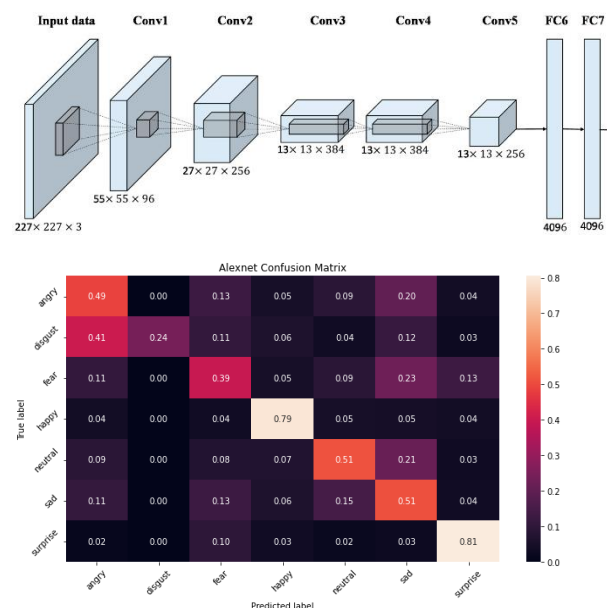 Input data Conv1 Conv2 Conv3 Conv4 Conv5 FC6 FC7
227× 227 × 3
55× 55 × 96
27× 27 × 256
13× 13 × 384
13× 13 × 384
13× 13 × 256
4096
4096
Alexnet Confusion Matrix
True label
angry 0.49 0.00 0.13 0.05 0.09 0.20 0.04
disgust 0.41 0.24 0.11 0.06 0.04 0.12 0.03
fear 0.11 0.00 0.39 0.05 0.09 0.23 0.13
happy 0.04 0.00 0.04 0.79 0.05 0.05 0.04
neutral 0.09 0.00 0.08 0.07 0.51 0.21 0.03
sad 0.11 0.00 0.13 0.06 0.15 0.51 0.04
surprise 0.02 0.00 0.10 0.03 0.02 0.03 0.81
angry disgust fear happy neutral sad surprise
Predicted label
0.8
0.7
0.6
0.5
0.4
0.3
0.2
0.1
0.0